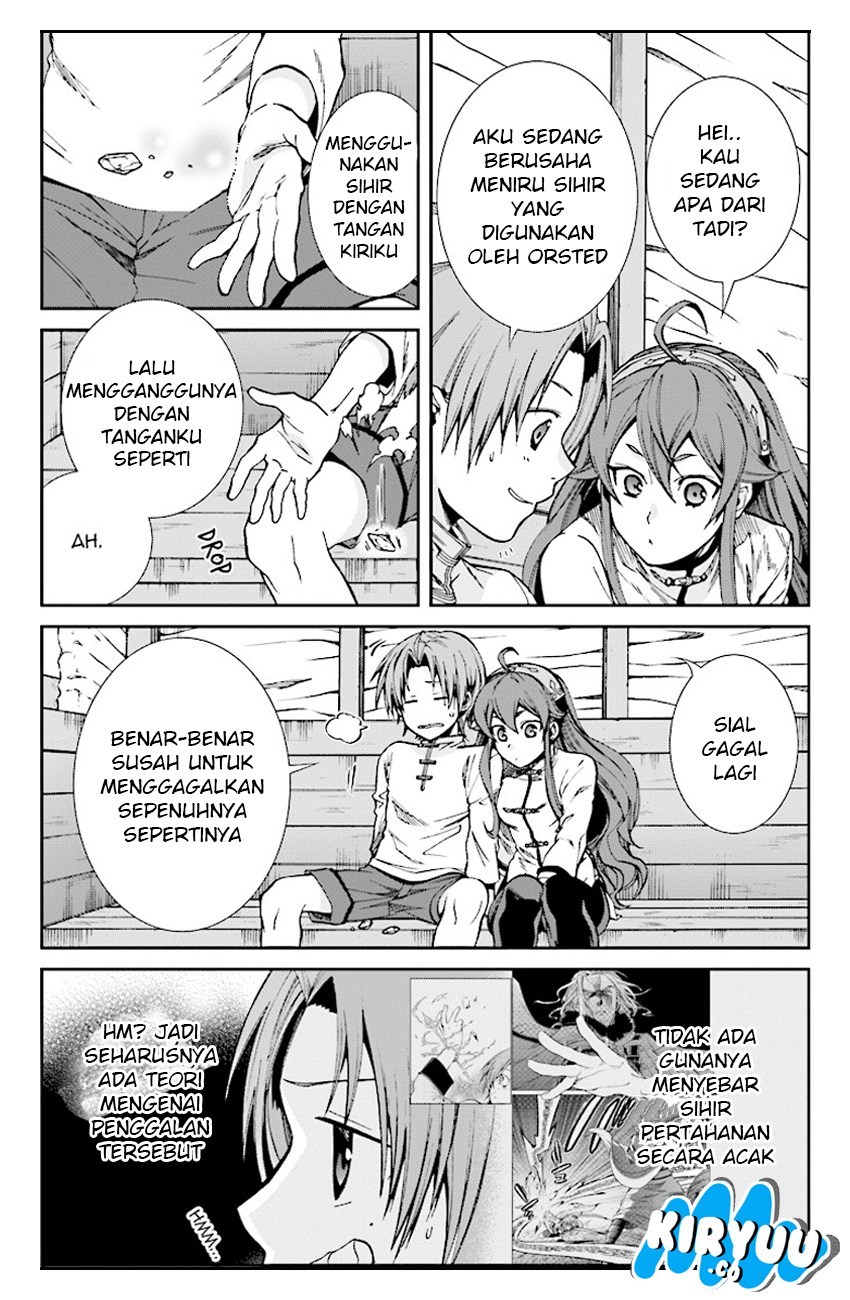 HEI..
KAU
SEDANG
APA DARI
TADI?
AKU SEDANG
BERUSAHA
MENIRU SIHIR
YANG
DIGUNAKAN
OLEH ORSTED
MENGGU-
NAKAN
SIHIR
DENGAN
TANGAN
KIRIKU
LALU
MENGGANGGUNYA
DENGAN
TANGANKU
SEPERTI
AH.
DROP
SIAL
GAGAL
LAGI
BENAR-BENAR
SUSAH UNTUK
MENGGAGALKAN
SEPENUHNYA
SEPERTINYA
TIDAK ADA
GUNANYA
MENYEBAR
SIHIR
PERTAHANAN
SECARA ACAK
HM? JADI
SEHARUSNYA
ADA TEORI
MENGENAI
PENGGALAN
TERSEBUT
HMM...
KIRYUU
.CO